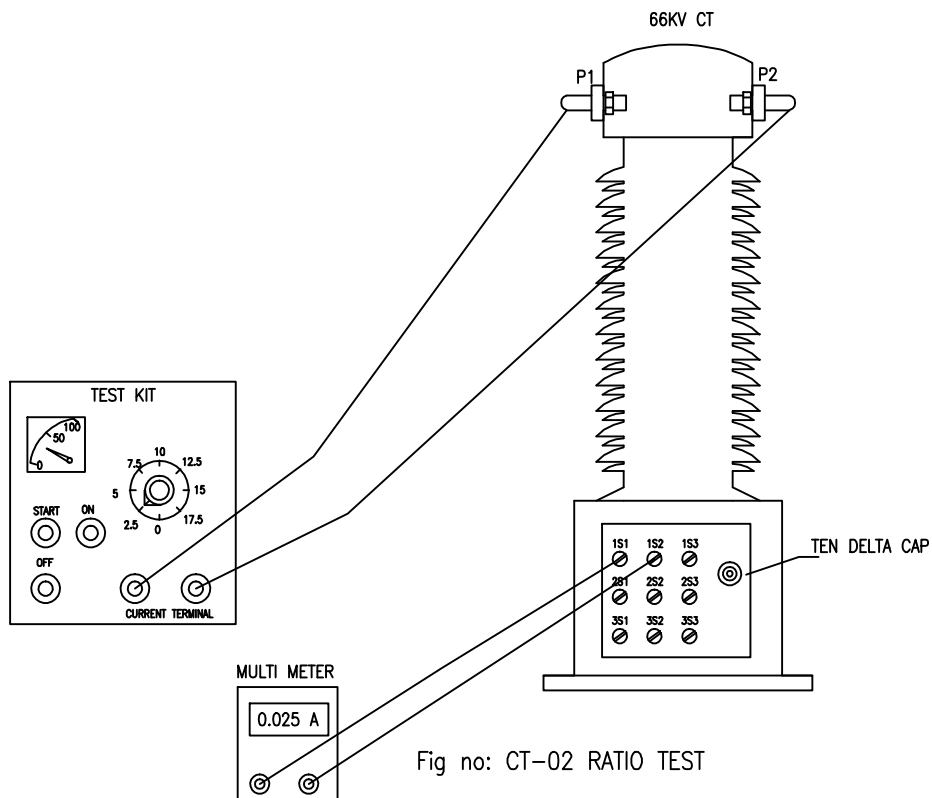 66KV CT
P1
P2
TEST KIT
0
50
100
0
2.5
5
7.5
10
12.5
15
17.5
START
ON
OFF
CURRENT TERMINAL
1S1 1S2 1S3
2S1 2S2 2S3
3S1 3S2 3S3
TEN DELTA CAP
MULTI METER
0.025 A
Fig no: CT-02 RATIO TEST